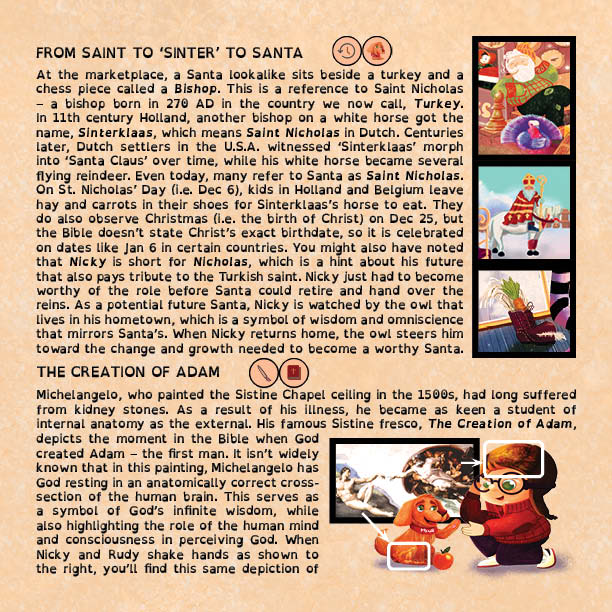 FROM SAINT TO ‘SINTER’ TO SANTA
At the marketplace, a Santa lookalike sits beside a turkey and a
chess piece called a Bishop. This is a reference to Saint Nicholas
– a bishop born in 270 AD in the country we now call, Turkey.
In 11th century Holland, another bishop on a white horse got the
name, Sinterklaas, which means Saint Nicholas in Dutch. Centuries
later, Dutch settlers in the U.S.A. witnessed ‘Sinterklaas’ morph
into ‘Santa Claus’ over time, while his white horse became several
flying reindeer. Even today, many refer to Santa as Saint Nicholas.
On St. Nicholas’ Day (i.e. Dec 6), kids in Holland and Belgium leave
hay and carrots in their shoes for Sinterklaas’s horse to eat. They
do also observe Christmas (i.e. the birth of Christ) on Dec 25, but
the Bible doesn’t state Christ’s exact birthdate, so it is celebrated
on dates like Jan 6 in certain countries. You might also have noted
that Nicky is short for Nicholas, which is a hint about his future
that also pays tribute to the Turkish saint. Nicky just had to become
worthy of the role before Santa could retire and hand over the
reins. As a potential future Santa, Nicky is watched by the owl that
lives in his hometown, which is a symbol of wisdom and omniscience
that mirrors Santa’s. When Nicky returns home, the owl steers him
toward the change and growth needed to become a worthy Santa.
THE CREATION OF ADAM
Michelangelo, who painted the Sistine Chapel ceiling in the 1500s, had long suffered
from kidney stones. As a result of his illness, he became as keen a student of
internal anatomy as the external. His famous Sistine fresco, The Creation of Adam,
depicts the moment in the Bible when God
created Adam – the first man. It isn’t widely
known that in this painting, Michelangelo has
God resting in an anatomically correct cross-
section of the human brain. This serves as
a symbol of God’s infinite wisdom, while
also highlighting the role of the human mind
and consciousness in perceiving God. When
Nicky and Rudy shake hands as shown to
the right, you’ll find this same depiction of